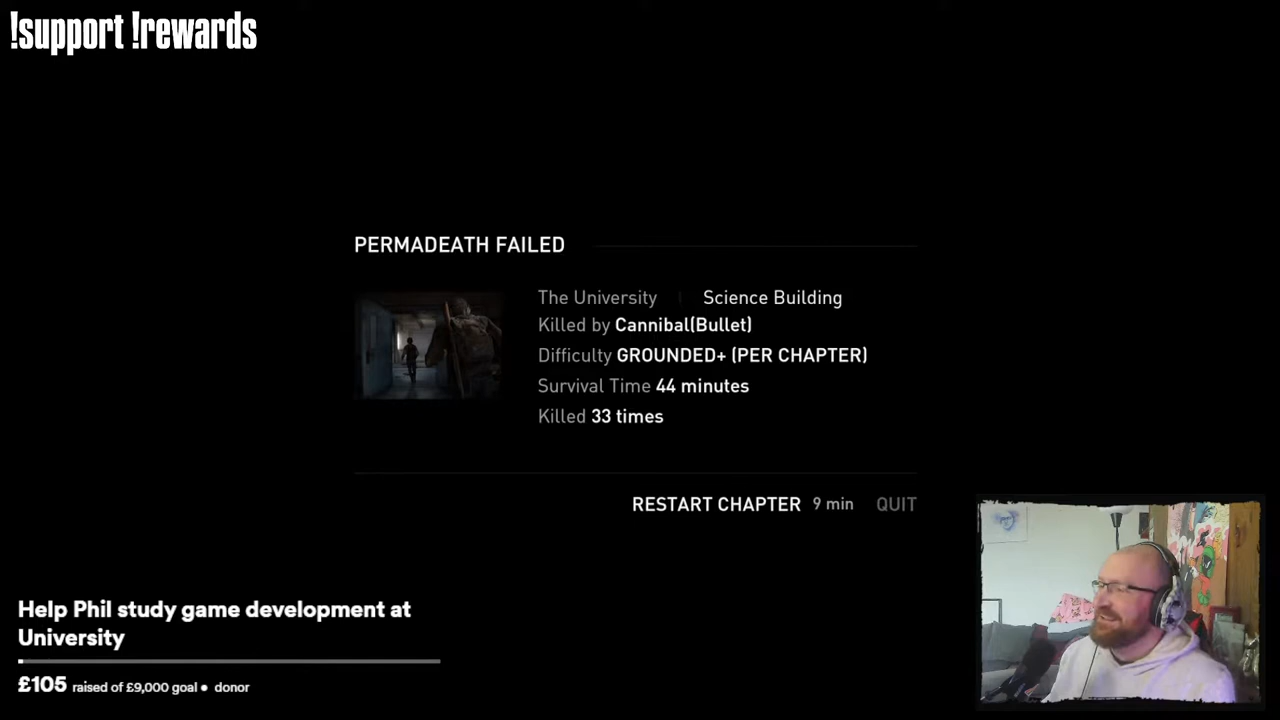 !support !rewards
PERMADEATH FAILED
The University | Science Building
Killed by Cannibal(Bullet)
Difficulty GROUNDED+ (PER CHAPTER)
Survival Time 44 minutes
Killed 33 times
RESTART CHAPTER 9 min QUIT
Help Phil study game development at
University
£105 raised of £9,000 goal • donor